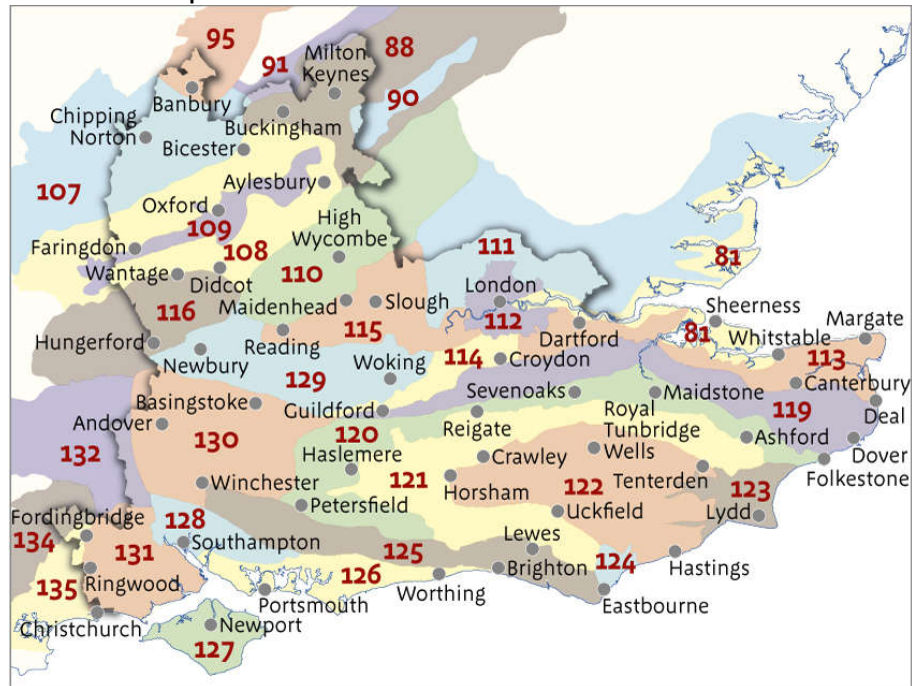 95
91
Milton
Keynes
88
90
Banbury
Chipping
Norton
Buckingham
Bicester
107
Aylesbury
Oxford
High
Wycombe
109
Faringdon
108
111
81
110
Wantage
Didcot
London
Maidenhead
Slough
116
112
Sheerness
115
Dartford
81
Whitstable
Margate
Hungerford
Reading
Newbury
114
113
Woking
Croydon
129
Canterbury
Sevenoaks
Maidstone
Basingstoke
Guildford
119
Deal
Andover
Reigate
Royal
Tunbridge
Wells
130
120
Ashford
132
Haslemere
Crawley
Dover
Folkestone
121
Tenterden
Winchester
Horsham
122
123
Petersfield
Uckfield
Lydd
Fordingbridge
128
134
131
Southampton
Lewes
125
124
135
Ringwood
126
Brighton
Hastings
Worthing
Portsmouth
Eastbourne
Christchurch
Newport
127